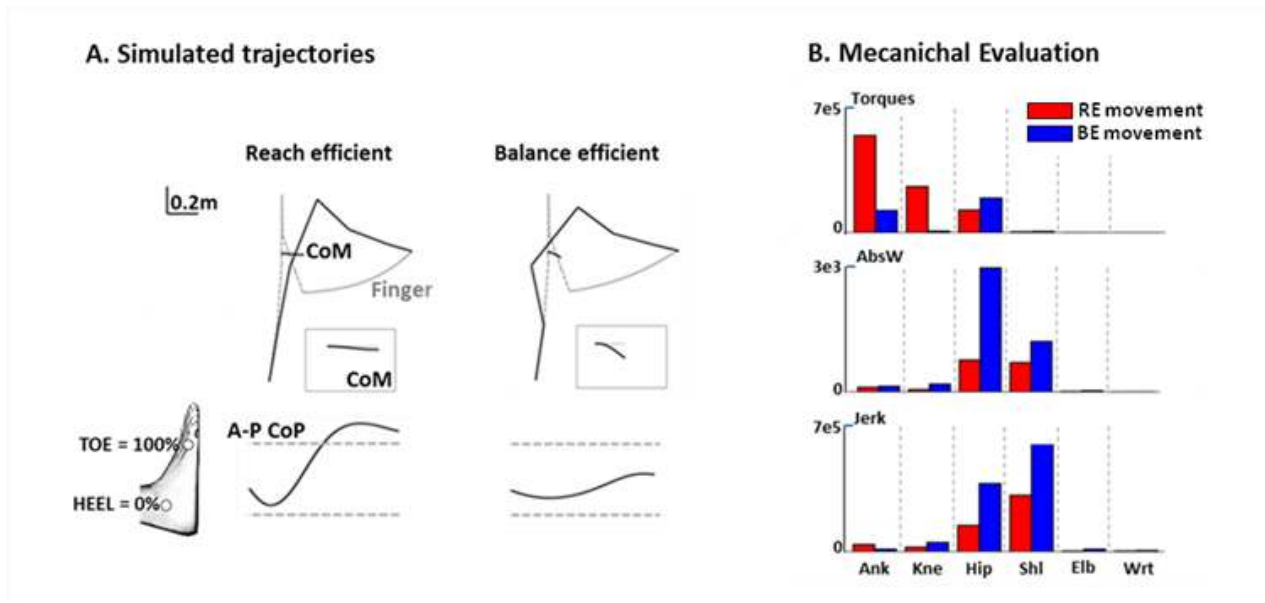 A. Simulated trajectories
Reach efficient
Balance efficient
0.2m
CoM
Finger
CoM
A-P CoP
TOE = 100%
HEEL = 0%
B. Mecanichal Evaluation
Torques
7e5
0
RE movement
BE movement
AbsW
3e3
0
Jerk
7e5
0
Ank Kne Hip Shl Elb Wrt